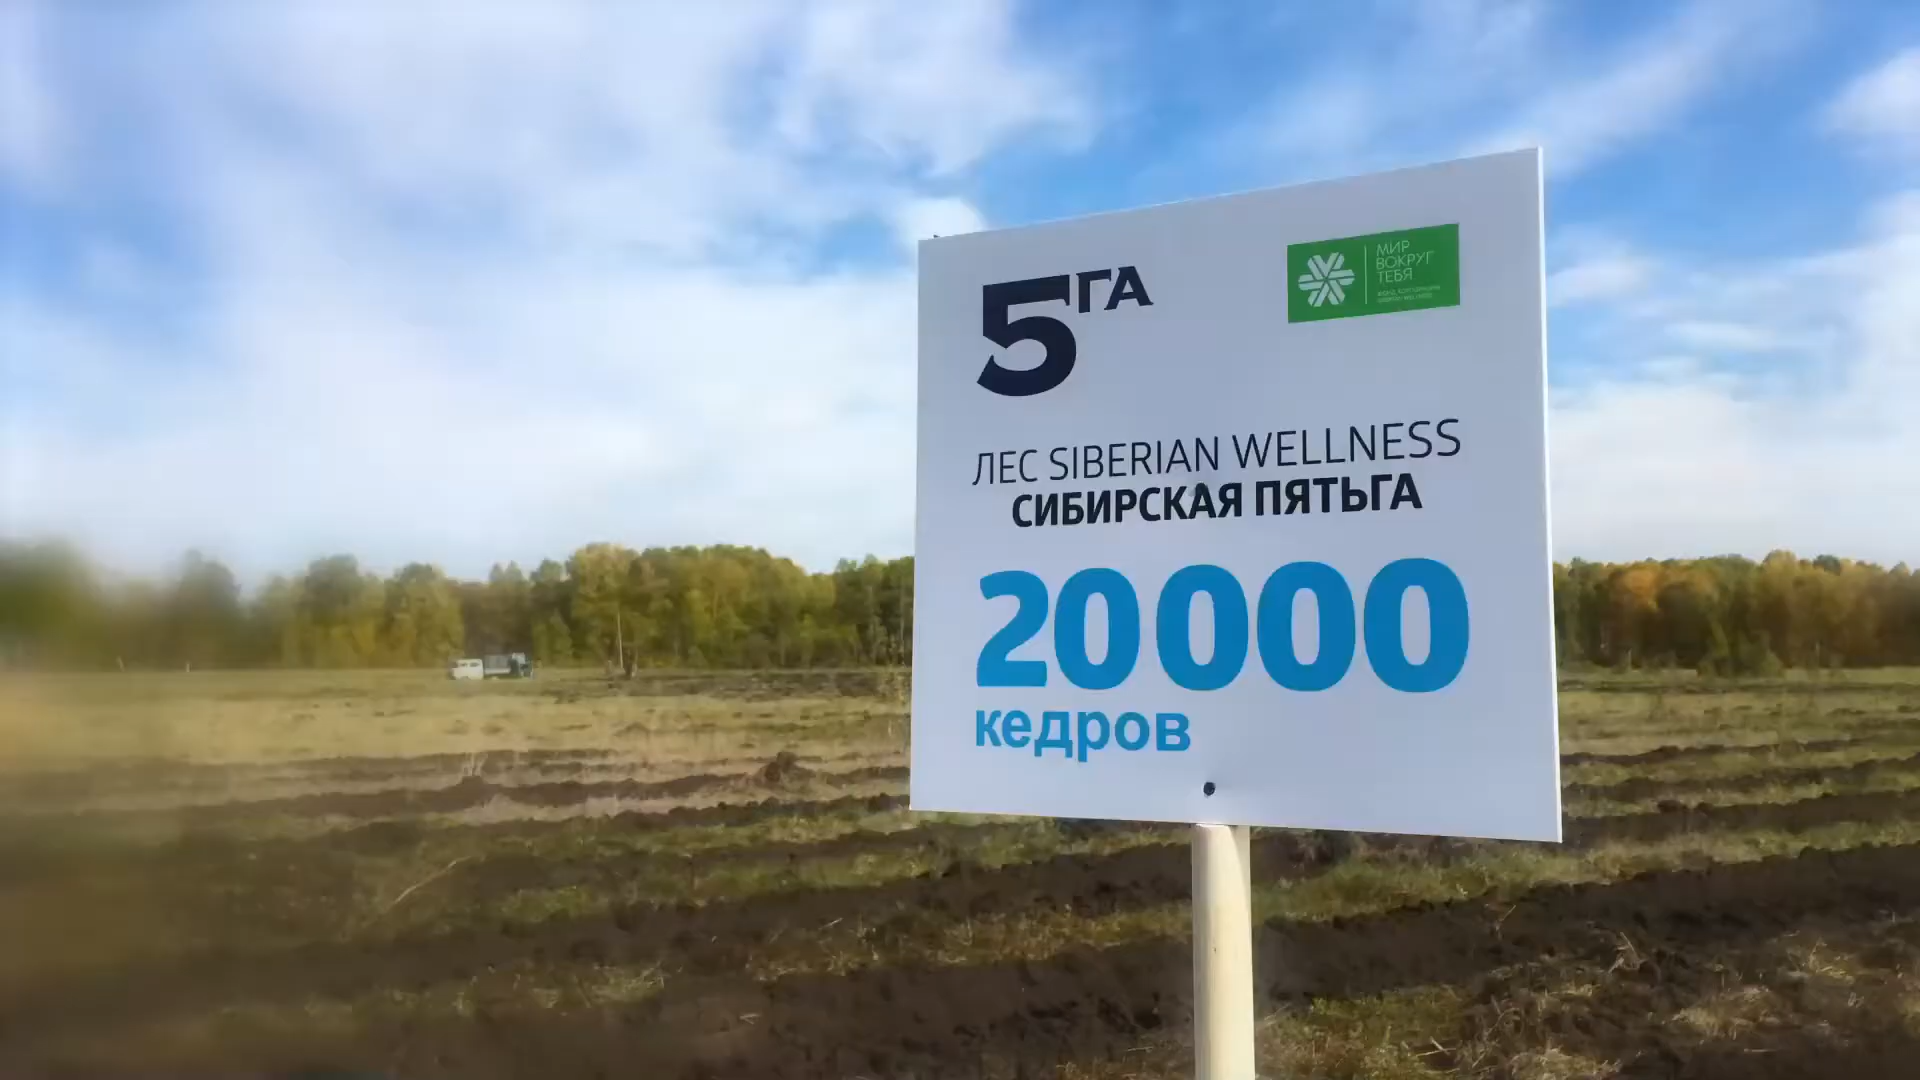 5ГА
МИР
ВОКРУГ
ТЕБЯ
ЛЕС SIBERIAN WELLNESS
СИБИРСКАЯ ПЯТЬГА
20000
кедров